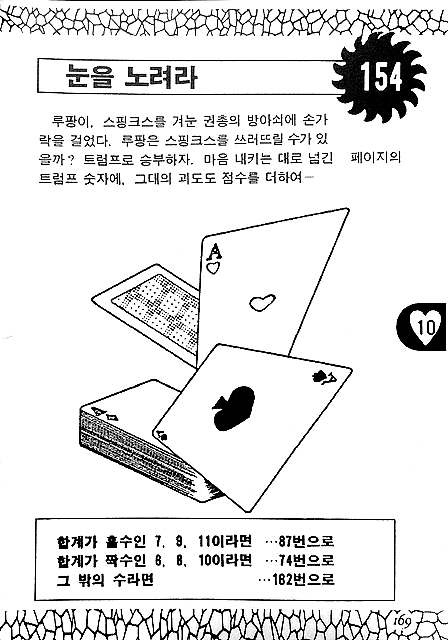 눈을 노려라
154
루팡이, 스핑크스를 겨눈 권총의 방아쇠에 손가
락을 걸었다. 루팡은 스핑크스를 쓰러뜨릴 수가 있
을까? 트럼프로 승부하자. 마음 내키는 대로 넘긴 페이지의
트럼프 숫자에, 그대의 괴도도 점수를 더하여—
A
A
A
10
합계가 홀수인 7, 9, 11이라면 …87번으로
합계가 짝수인 6, 8, 10이라면 …74번으로
그 밖의 수라면 …182번으로
169